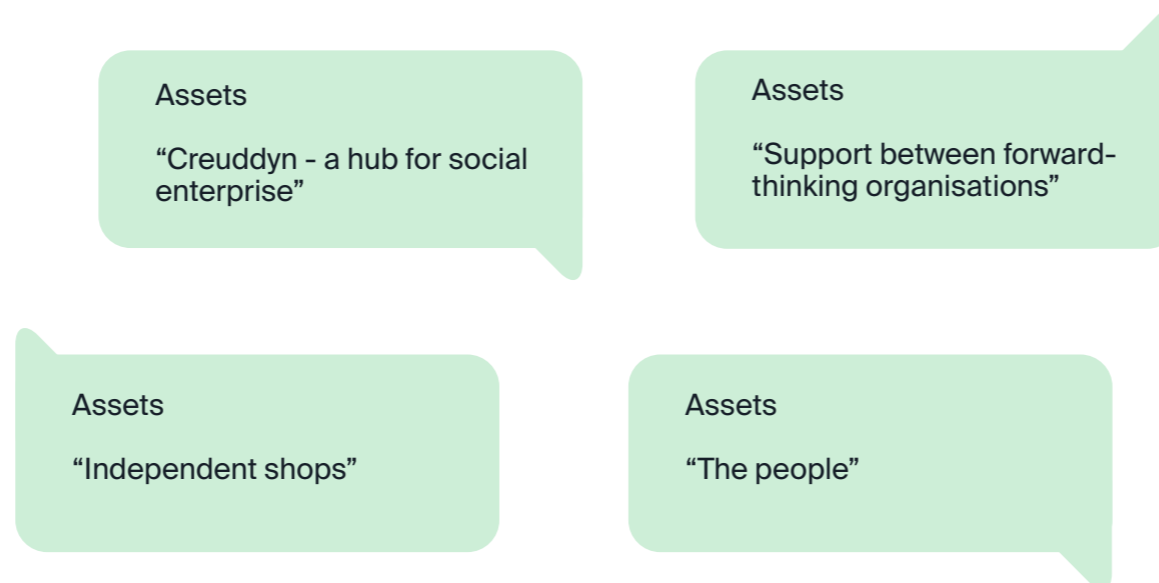 Assets
“Creuddyn - a hub for social
enterprise”
Assets
“Support between forward-
thinking organisations”
Assets
“Independent shops”
Assets
“The people”